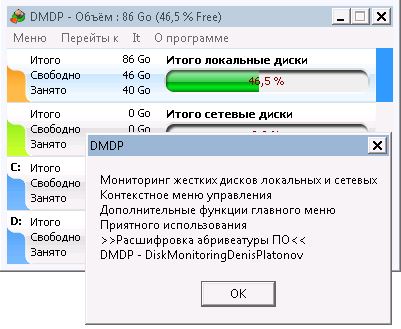 DMDP - Объём : 86 Go (46,5 % Free)
Меню Перейты к It О программе
Итого 86 Go Итого локальные диски
Свободно 46 Go 46,5 %
Занято 40 Go
Итого 0 Go Итого сетевые диски
Свободно 0 Go
Занято
C: Итого
Свободно
Занято
D: Итого
Свободно
Занято
DMDP
Мониторинг жестких дисков локальных и сетевых
Контекстное меню управления
Дополнительные функции главного меню
Приятного использования
>>Расшифровка абривеатуры ПО<<
DMDP - DiskMonitoringDenisPlatonov
OK